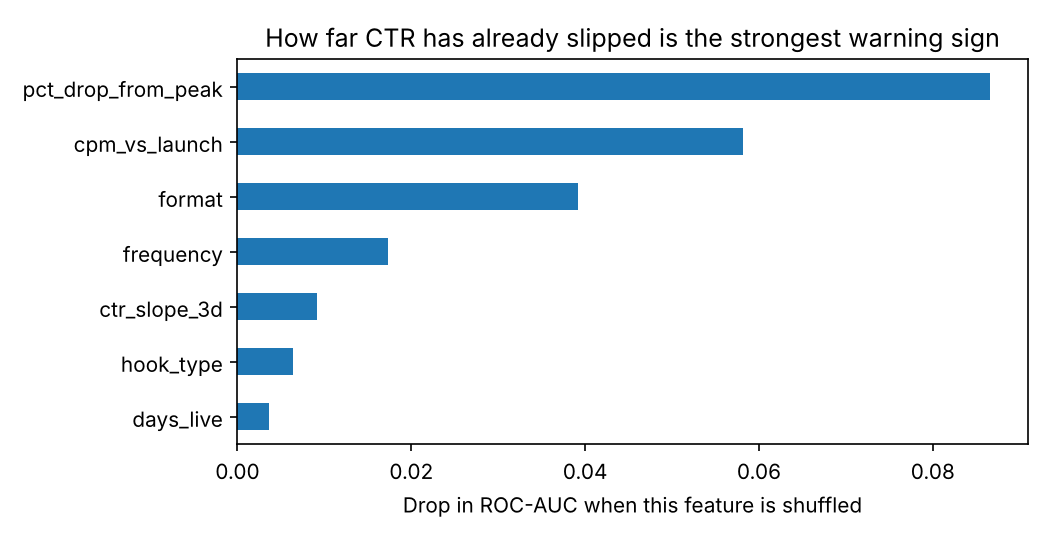 How far CTR has already slipped is the strongest warning sign
pct_drop_from_peak
cpm_vs_launch
format
frequency
ctr_slope_3d
hook_type
days_live
0.00 0.02 0.04 0.06 0.08
Drop in ROC-AUC when this feature is shuffled